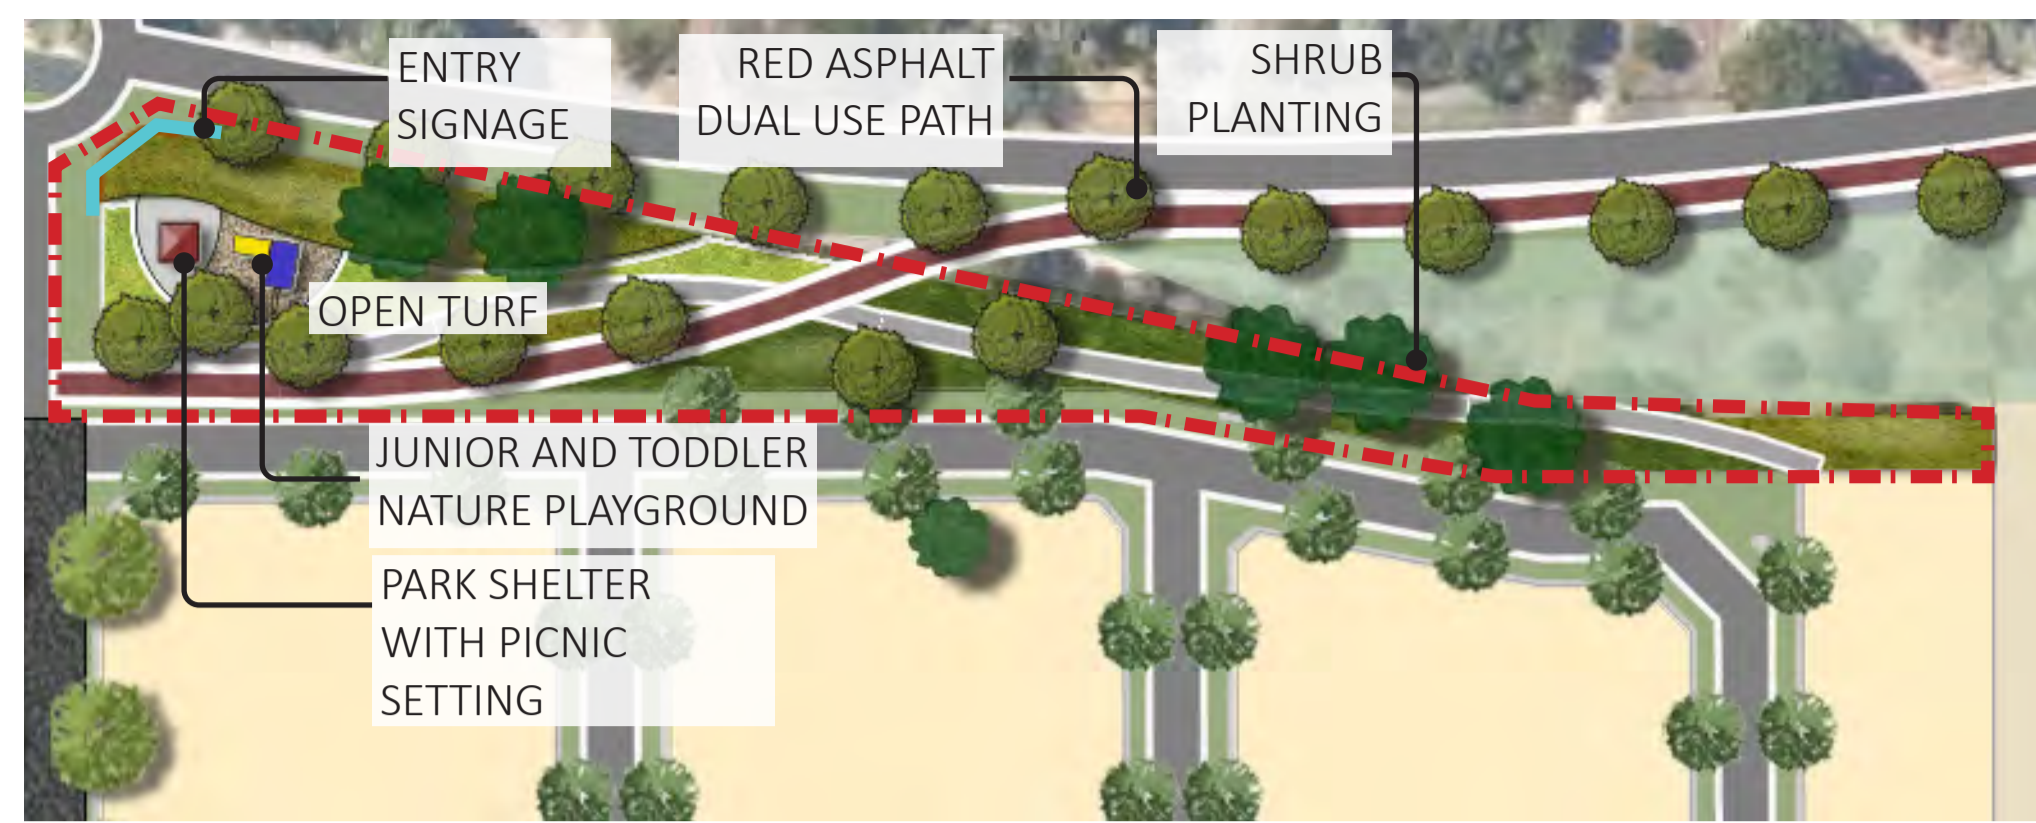 ENTRY
SIGNAGE
RED ASPHALT
DUAL USE PATH
SHRUB
PLANTING
OPEN TURF
JUNIOR AND TODDLER
NATURE PLAYGROUND
PARK SHELTER
WITH PICNIC
SETTING